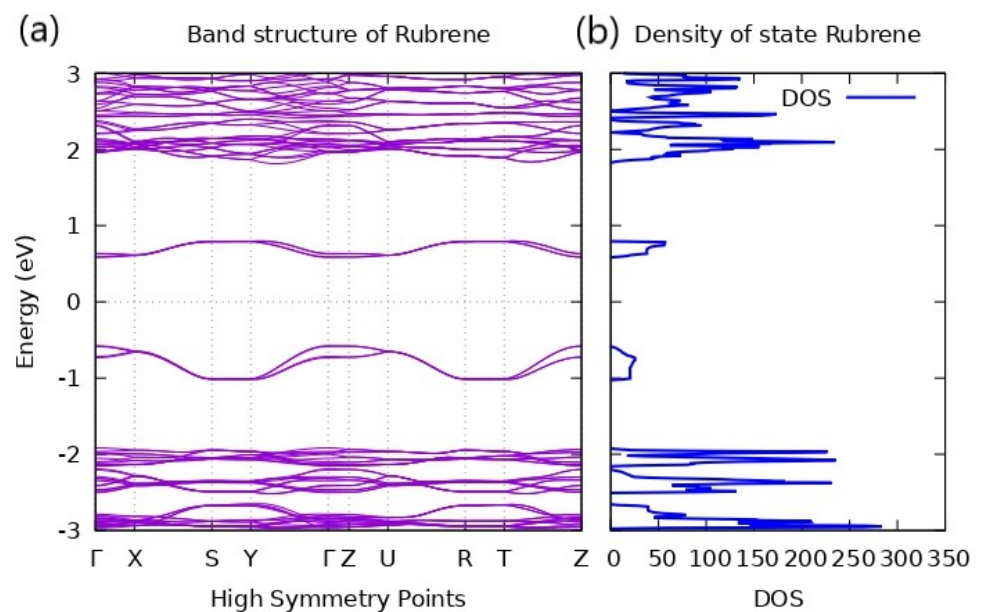 (a) Band structure of Rubrene
Energy (eV)
3
2
1
0
-1
-2
-3
Γ X S Y Γ Z U R T Z
High Symmetry Points
(b) Density of state Rubrene
DOS
0 50 100 150 200 250 300 350
DOS